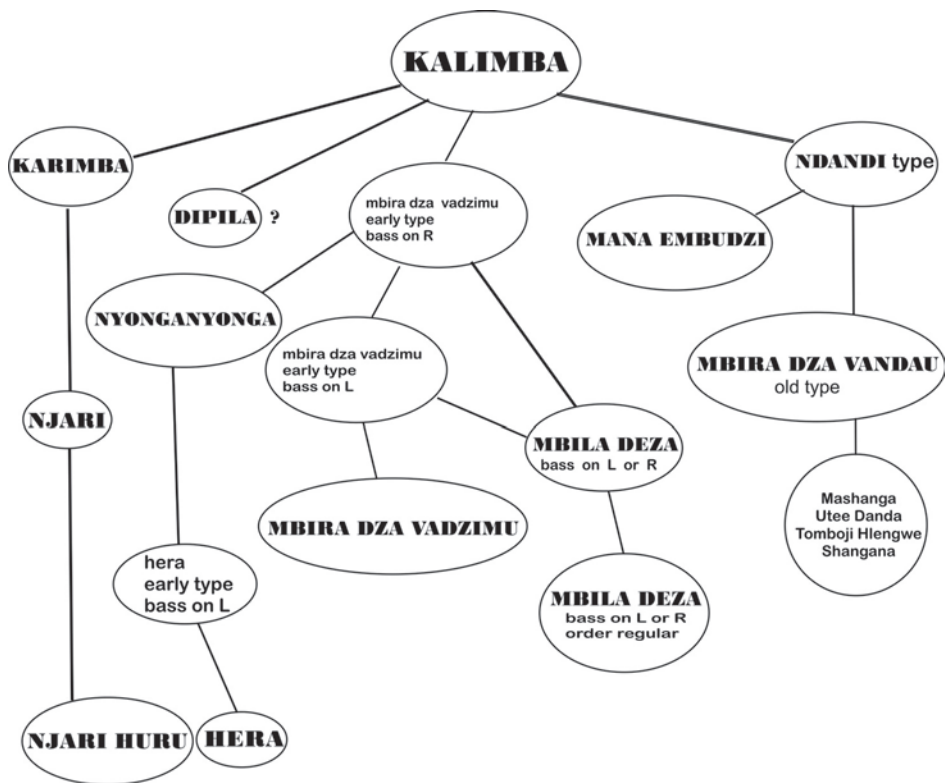 KALIMBA
KARIMBA
NDANDI type
DIPILA ?
mbira dza vadzimu
early type
bass on R
MANA EMBUDZI
NYONGANYONGA
mbira dza vadzimu
early type
bass on L
MBIRA DZA VANDAU
old type
NJARI
MBILA DEZA
bass on L or R
MBIRA DZA VADZIMU
Mashanga
Utee Danda
Tomboji Hlengwe
Shangana
hera
early type
bass on L
MBILA DEZA
bass on L or R
order regular
NJARI HURU
HERA